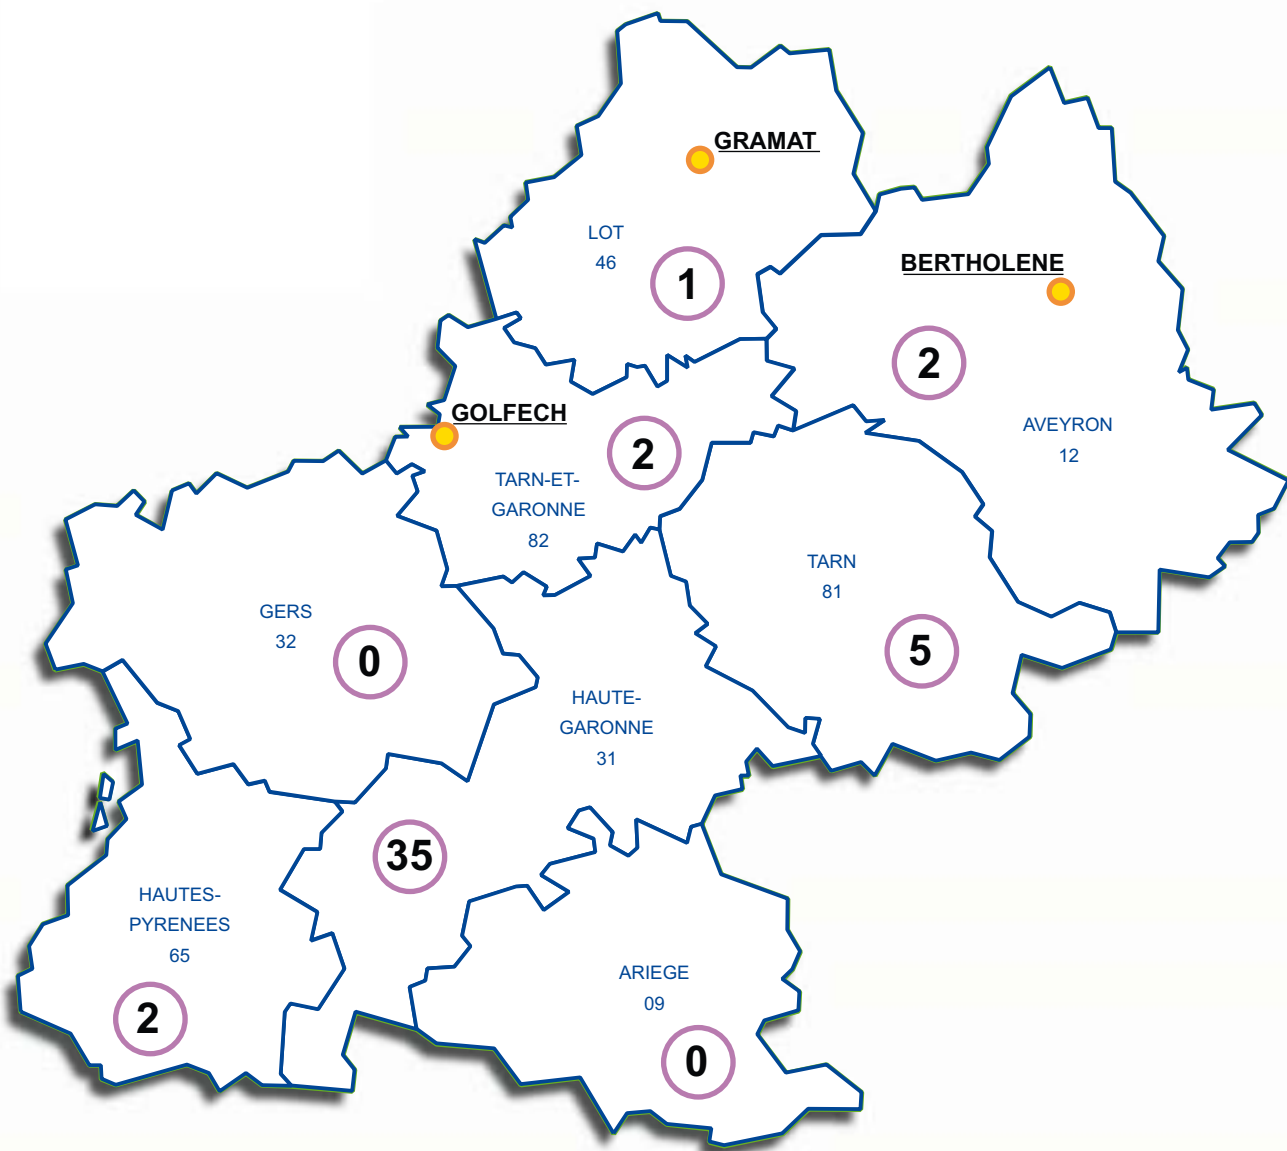 GRAMAT
LOT
46
1
BERTHOLENE
2
AVEYRON
12
GOLFECH
2
TARN-ET-
GARONNE
82
TARN
81
5
GERS
32
0
HAUTE-
GARONNE
31
35
HAUTES-
PYRENEES
65
2
ARIEGE
09
0